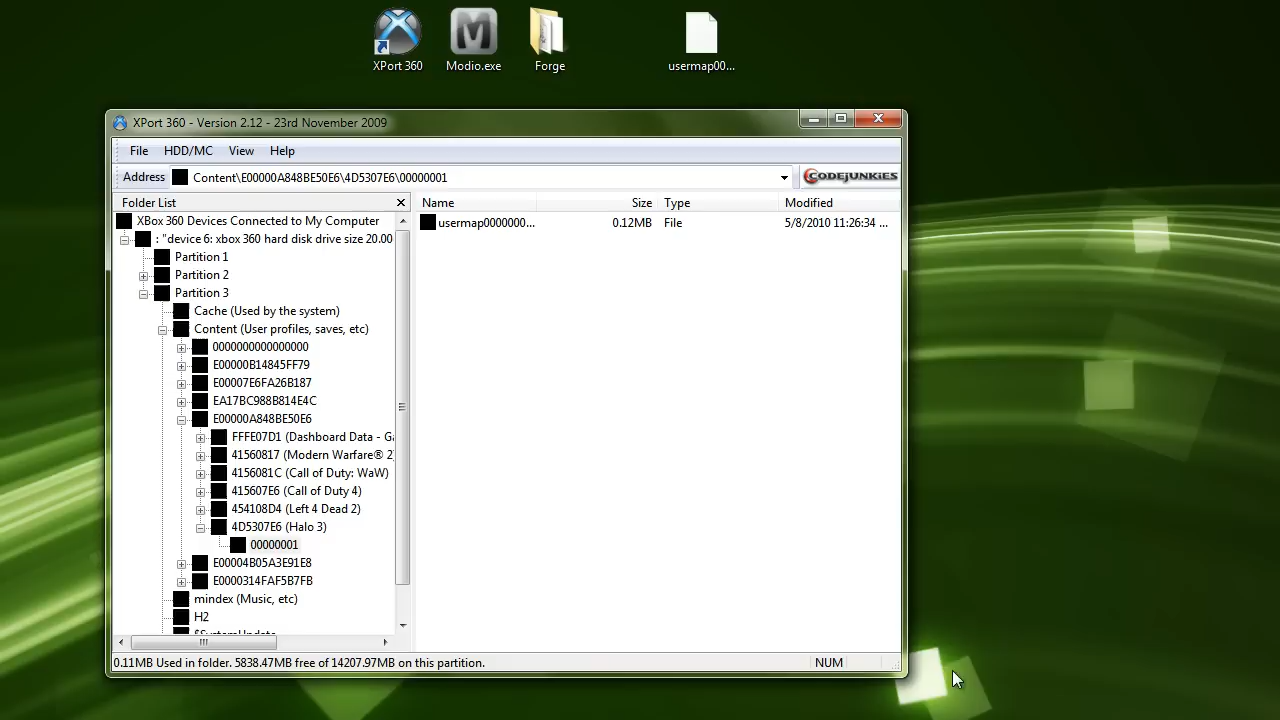 XPort 360
Modio.exe
Forge
usermap00...
XPort 360 - Version 2.12 - 23rd November 2009
File HDD/MC View Help
Address Content\E00000A848BE50E6\4D5307E6\00000001 CODEJUNKIES
Folder List
Name Size Type Modified
XBox 360 Devices Connected to My Computer
usermap0000000... 0.12MB File 5/8/2010 11:26:34 ...
: "device 6: xbox 360 hard disk drive size 20.00
Partition 1
Partition 2
Partition 3
Cache (Used by the system)
Content (User profiles, saves, etc)
0000000000000000
E00000B14845FF79
E00007E6FA26B187
EA17BC988B814E4C
E00000A848BE50E6
FFFE07D1 (Dashboard Data - Ga
41560817 (Modern Warfare® 2
4156081C (Call of Duty: WaW)
415607E6 (Call of Duty 4)
454108D4 (Left 4 Dead 2)
4D5307E6 (Halo 3)
00000001
E00004B05A3E91E8
E0000314FAF5B7FB
mindex (Music, etc)
H2
$SystemUpdate
0.11MB Used in folder. 5838.47MB free of 14207.97MB on this partition. NUM